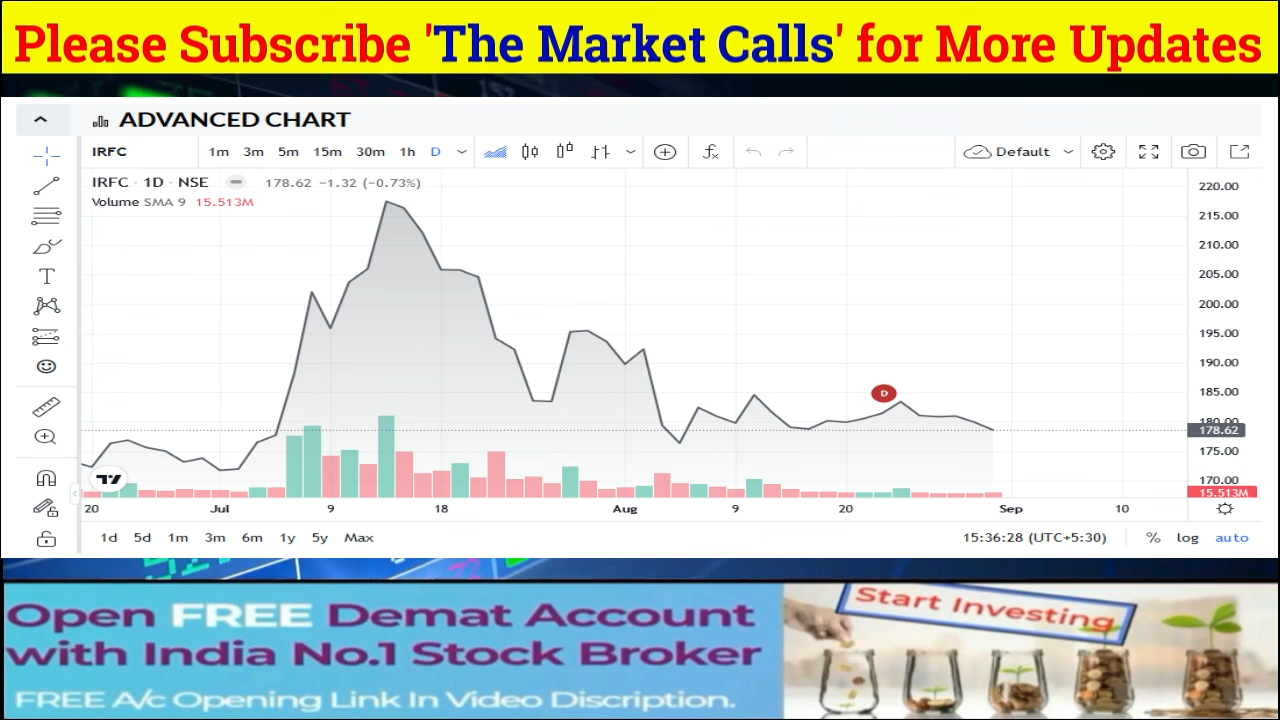 Please Subscribe 'The Market Calls' for More Updates
ADVANCED CHART
IRFC 1m 3m 5m 15m 30m 1h D Default
IRFC · 1D · NSE 178.62 −1.32 (−0.73%)
Volume SMA 9 15.513M
T
D
220.00
215.00
210.00
205.00
200.00
195.00
190.00
185.00
180.00
178.62
175.00
170.00
15.513M
20 Jul 9 18 Aug 9 20 Sep 10
1d 5d 1m 3m 6m 1y 5y Max 15:36:28 (UTC+5:30) % log auto
Open FREE Demat Account
with India No.1 Stock Broker
FREE A/c Opening Link In Video Discription.
Start Investing